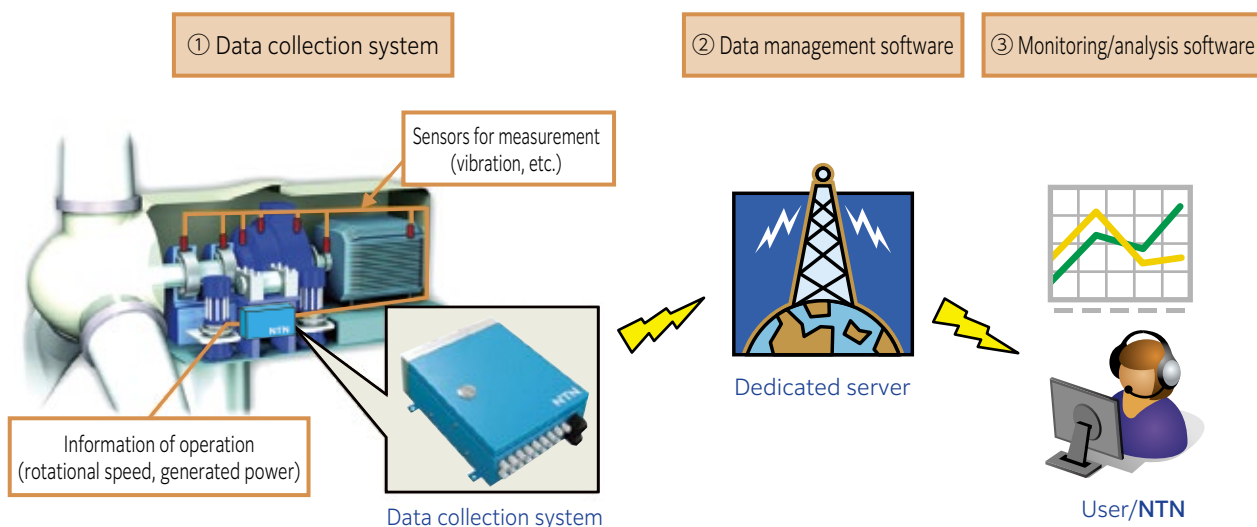 ① Data collection system
② Data management software
③ Monitoring/analysis software
Sensors for measurement
(vibration, etc.)
NTN
NTN
Information of operation
(rotational speed, generated power)
Data collection system
Dedicated server
User/NTN